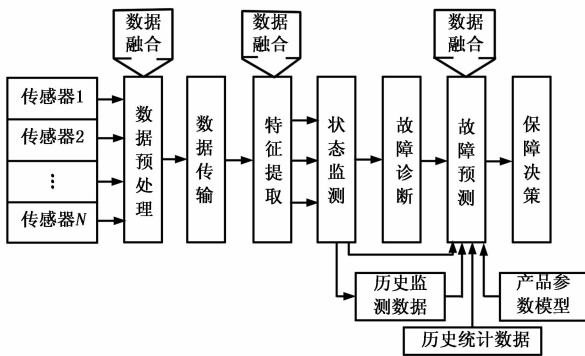 数据
融合
数据
融合
数据
融合
传感器1
传感器2
⋮
传感器N
数据预处理
数据传输
特征提取
状态监测
故障诊断
故障预测
保障决策
历史监
测数据
产品参
数模型
历史统计数据